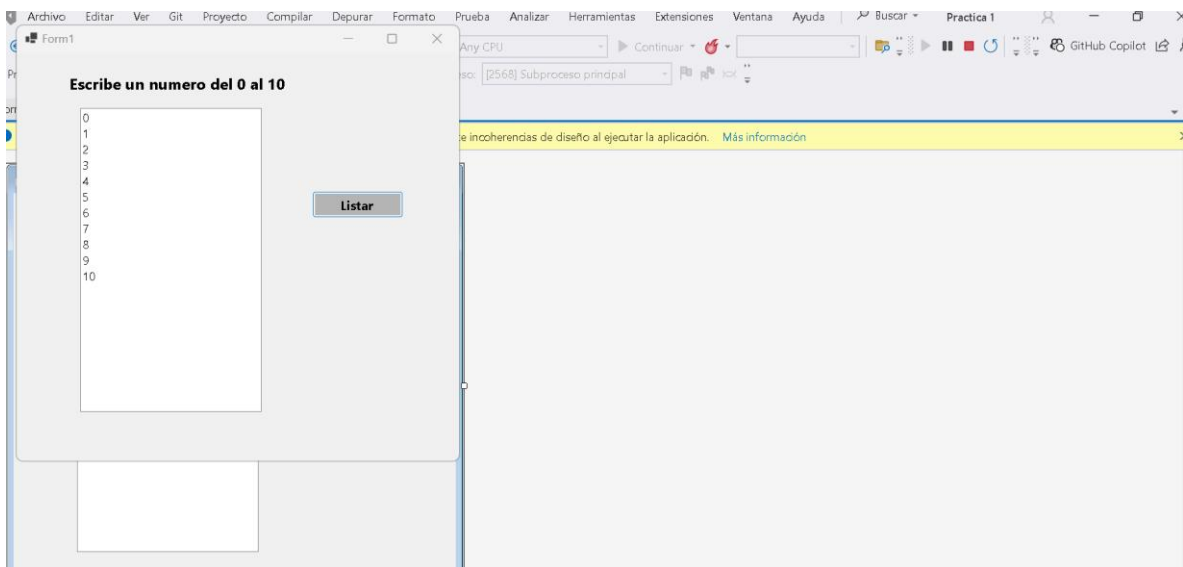 Archivo Editar Ver Git Proyecto Compilar Depurar Formato Prueba Analizar Herramientas Extensiones Ventana Ayuda Buscar Practica 1
Form1
Any CPU Continuar GitHub Copilot
[2568] Subproceso principal
Escribe un numero del 0 al 10
incoherencias de diseño al ejecutar la aplicación. Más información
0
1
2
3
4
5
6
7
8
9
10
Listar